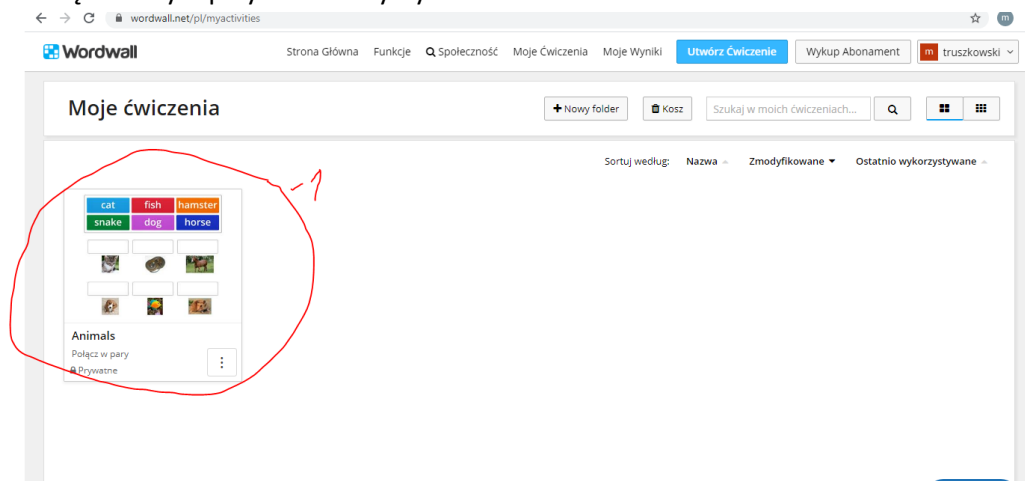 wordwall.net/pl/myactivities
m
Wordwall
Strona Główna Funkcje Społeczność Moje Ćwiczenia Moje Wyniki Utwórz Ćwiczenie Wykup Abonament m truszkowski
Moje ćwiczenia
+ Nowy folder Kosz Szukaj w moich ćwiczeniach...
Sortuj według: Nazwa Zmodyfikowane Ostatnio wykorzystywane
-1
cat fish hamster
snake dog horse
Animals
Połącz w pary
Prywatne